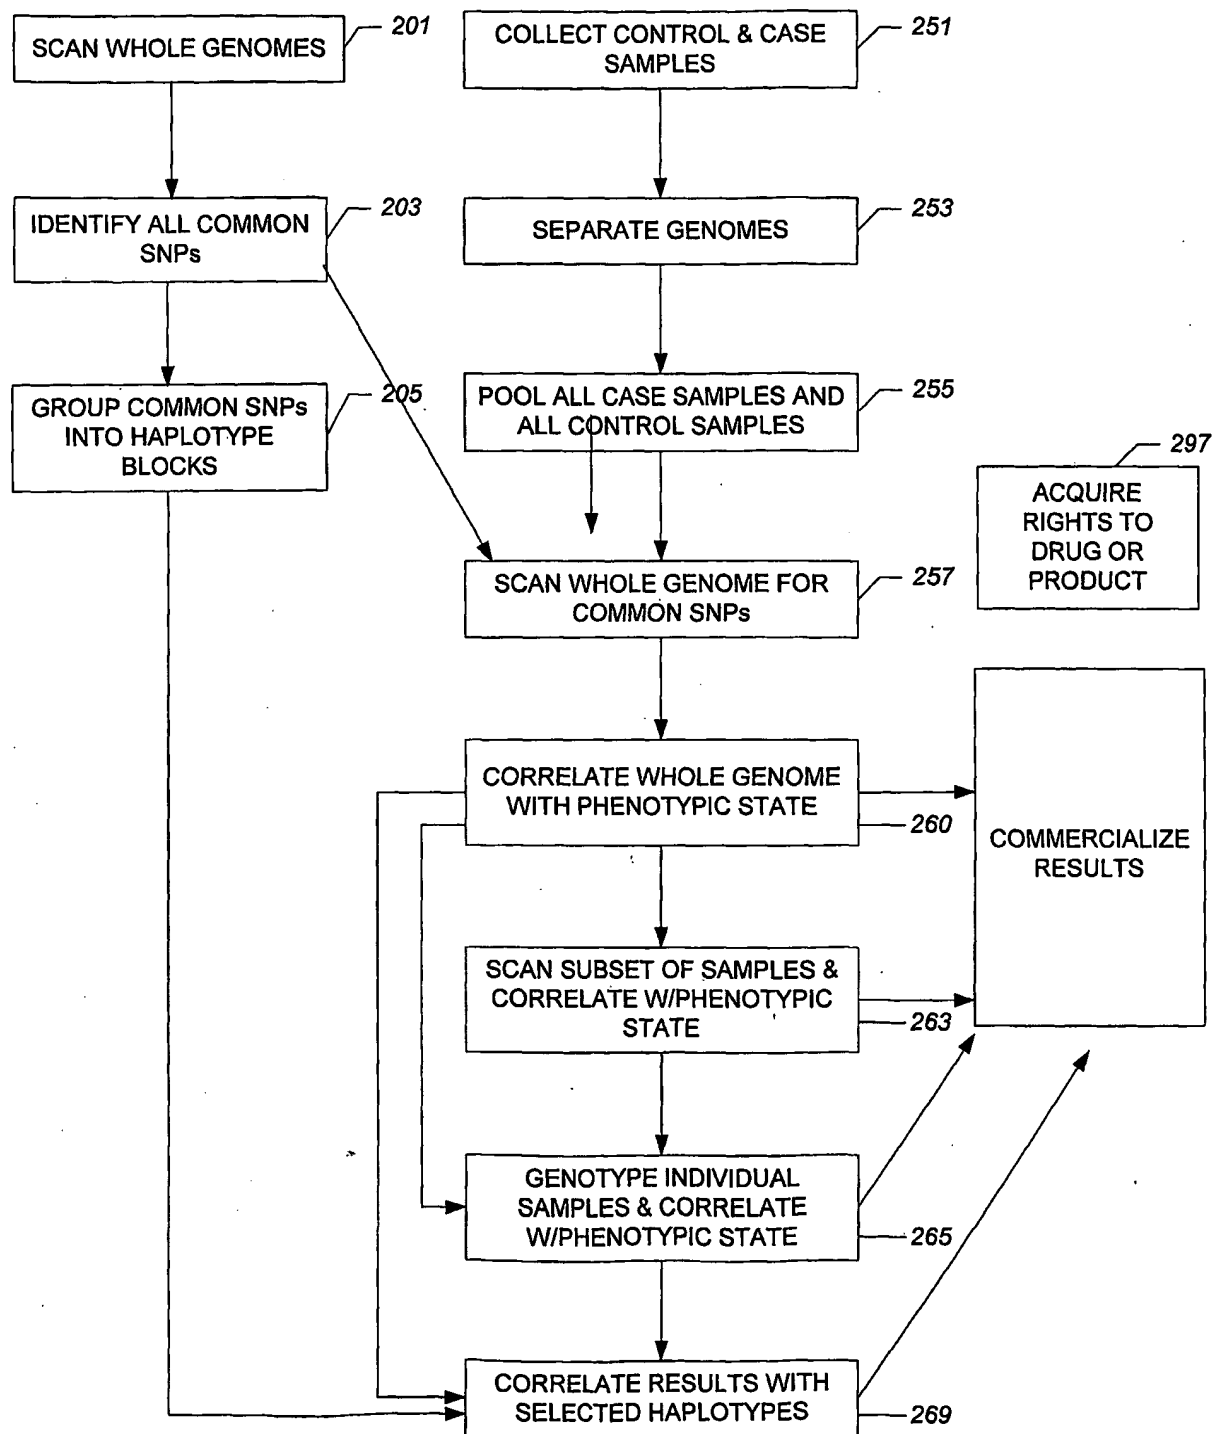 SCAN WHOLE GENOMES
201
COLLECT CONTROL & CASE
SAMPLES
251
IDENTIFY ALL COMMON
SNPs
203
SEPARATE GENOMES
253
GROUP COMMON SNPs
INTO HAPLOTYPE
BLOCKS
205
POOL ALL CASE SAMPLES AND
ALL CONTROL SAMPLES
255
297
ACQUIRE
RIGHTS TO
DRUG OR
PRODUCT
SCAN WHOLE GENOME FOR
COMMON SNPs
257
CORRELATE WHOLE GENOME
WITH PHENOTYPIC STATE
260
COMMERCIALIZE
RESULTS
SCAN SUBSET OF SAMPLES &
CORRELATE W/PHENOTYPIC
STATE
263
GENOTYPE INDIVIDUAL
SAMPLES & CORRELATE
W/PHENOTYPIC STATE
265
CORRELATE RESULTS WITH
SELECTED HAPLOTYPES
269